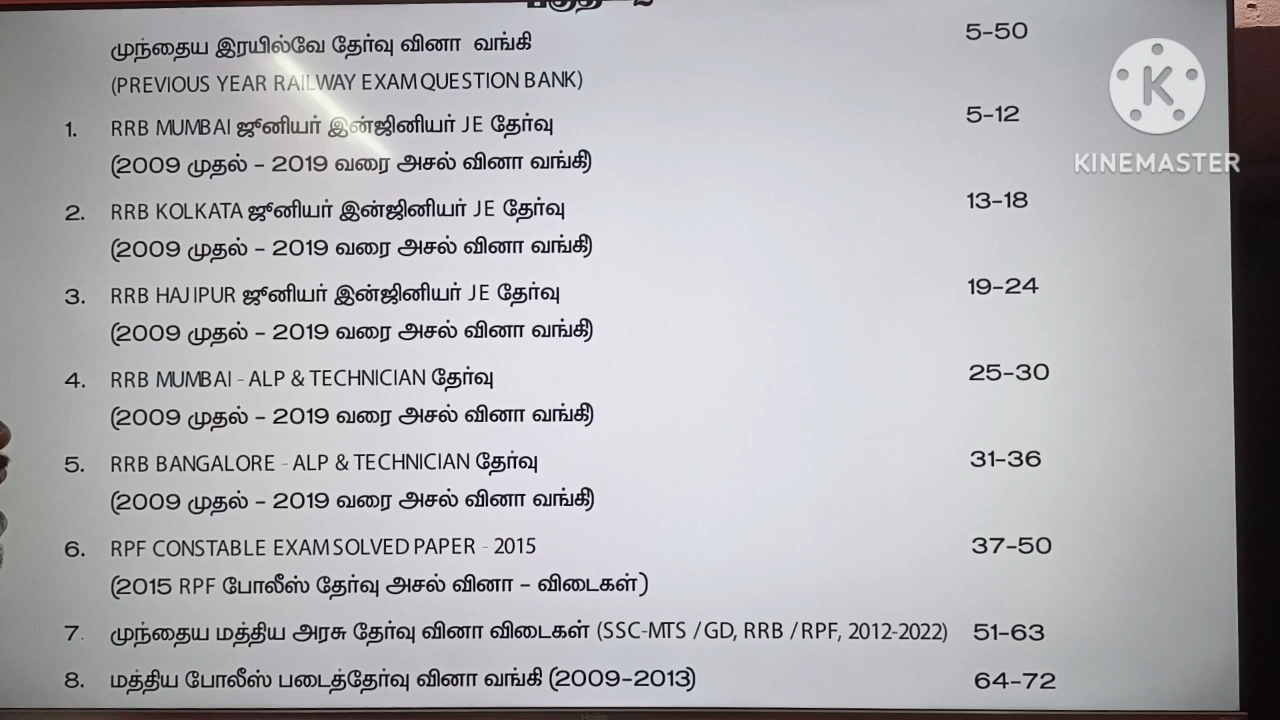 முந்தைய இரயில்வே தேர்வு வினா வங்கி 5-50
(PREVIOUS YEAR RAILWAY EXAM QUESTION BANK)
1. RRB MUMBAI ஜூனியர் இன்ஜினியர் JE தேர்வு 5-12
(2009 முதல் - 2019 வரை அசல் வினா வங்கி)
2. RRB KOLKATA ஜூனியர் இன்ஜினியர் JE தேர்வு 13-18
(2009 முதல் - 2019 வரை அசல் வினா வங்கி)
3. RRB HAJIPUR ஜூனியர் இன்ஜினியர் JE தேர்வு 19-24
(2009 முதல் - 2019 வரை அசல் வினா வங்கி)
4. RRB MUMBAI - ALP & TECHNICIAN தேர்வு 25-30
(2009 முதல் - 2019 வரை அசல் வினா வங்கி)
5. RRB BANGALORE - ALP & TECHNICIAN தேர்வு 31-36
(2009 முதல் - 2019 வரை அசல் வினா வங்கி)
6. RPF CONSTABLE EXAM SOLVED PAPER - 2015 37-50
(2015 RPF போலீஸ் தேர்வு அசல் வினா - விடைகள்)
7. முந்தைய மத்திய அரசு தேர்வு வினா விடைகள் (SSC-MTS / GD, RRB / RPF, 2012-2022) 51-63
8. மத்திய போலீஸ் படைத்தேர்வு வினா வங்கி (2009-2013) 64-72
K
KINEMASTER